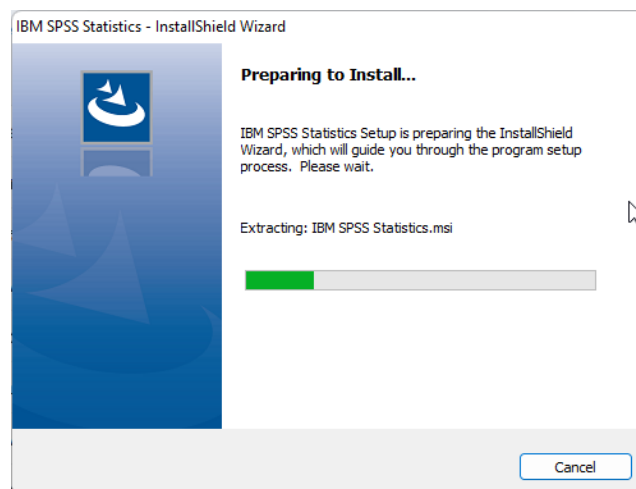 IBM SPSS Statistics - InstallShield Wizard
Preparing to Install...
IBM SPSS Statistics Setup is preparing the InstallShield
Wizard, which will guide you through the program setup
process. Please wait.
Extracting: IBM SPSS Statistics.msi
Cancel